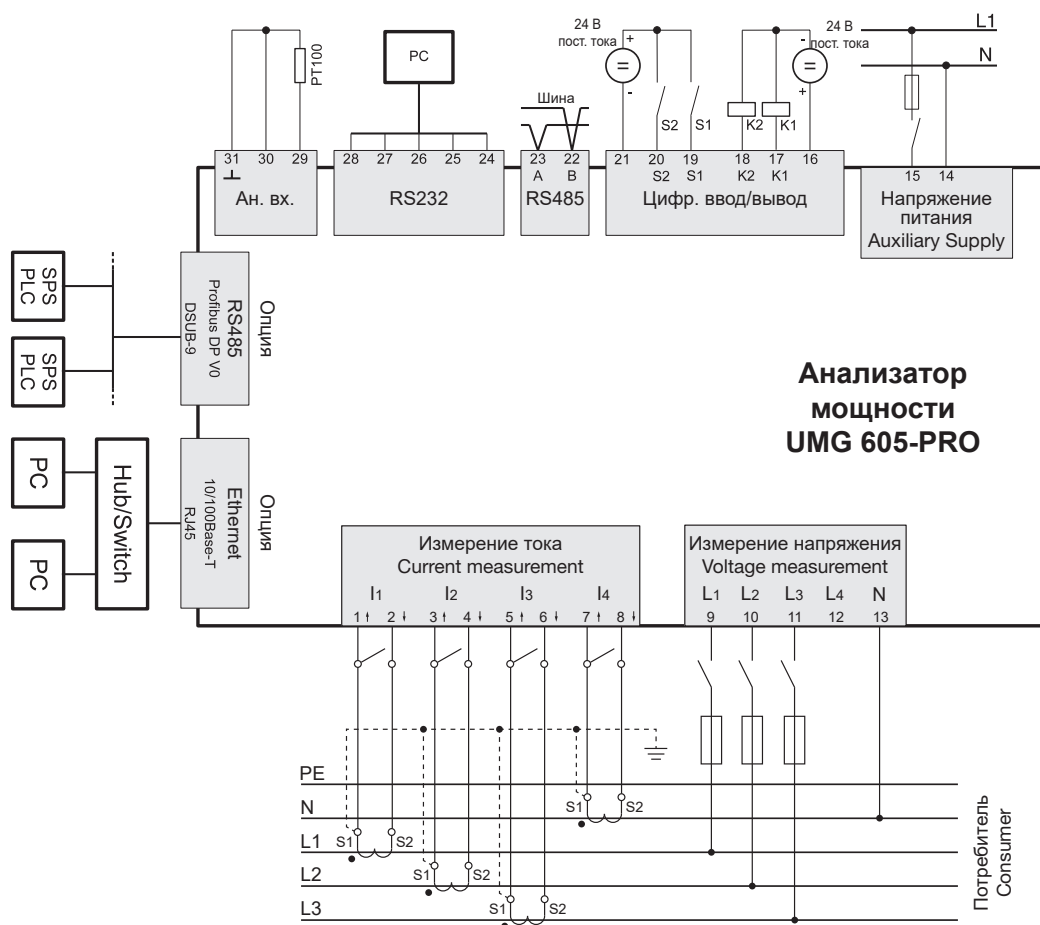 24 В
пост. тока
24 В
пост. тока
L1
N
PC
PT100
Шина
S2
S1
K2
K1
31
30
29
28
27
26
25
24
23
22
21
20
19
18
17
16
15
14
A
B
S2
S1
K2
K1
Ан. вх.
RS232
RS485
Цифр. ввод/вывод
Напряжение
питания
Auxiliary Supply
SPS
PLC
SPS
PLC
RS485
Profibus DP V0
DSUB-9
Опция
Анализатор
мощности
UMG 605-PRO
PC
PC
Hub/Switch
Ethernet
10/100Base-T
RJ45
Опция
Измерение тока
Current measurement
I1
I2
I3
I4
1
2
3
4
5
6
7
8
Измерение напряжения
Voltage measurement
L1
L2
L3
L4
N
9
10
11
12
13
PE
N
S1
S2
L1
S1
S2
L2
S1
S2
L3
S1
S2
Потребитель
Consumer